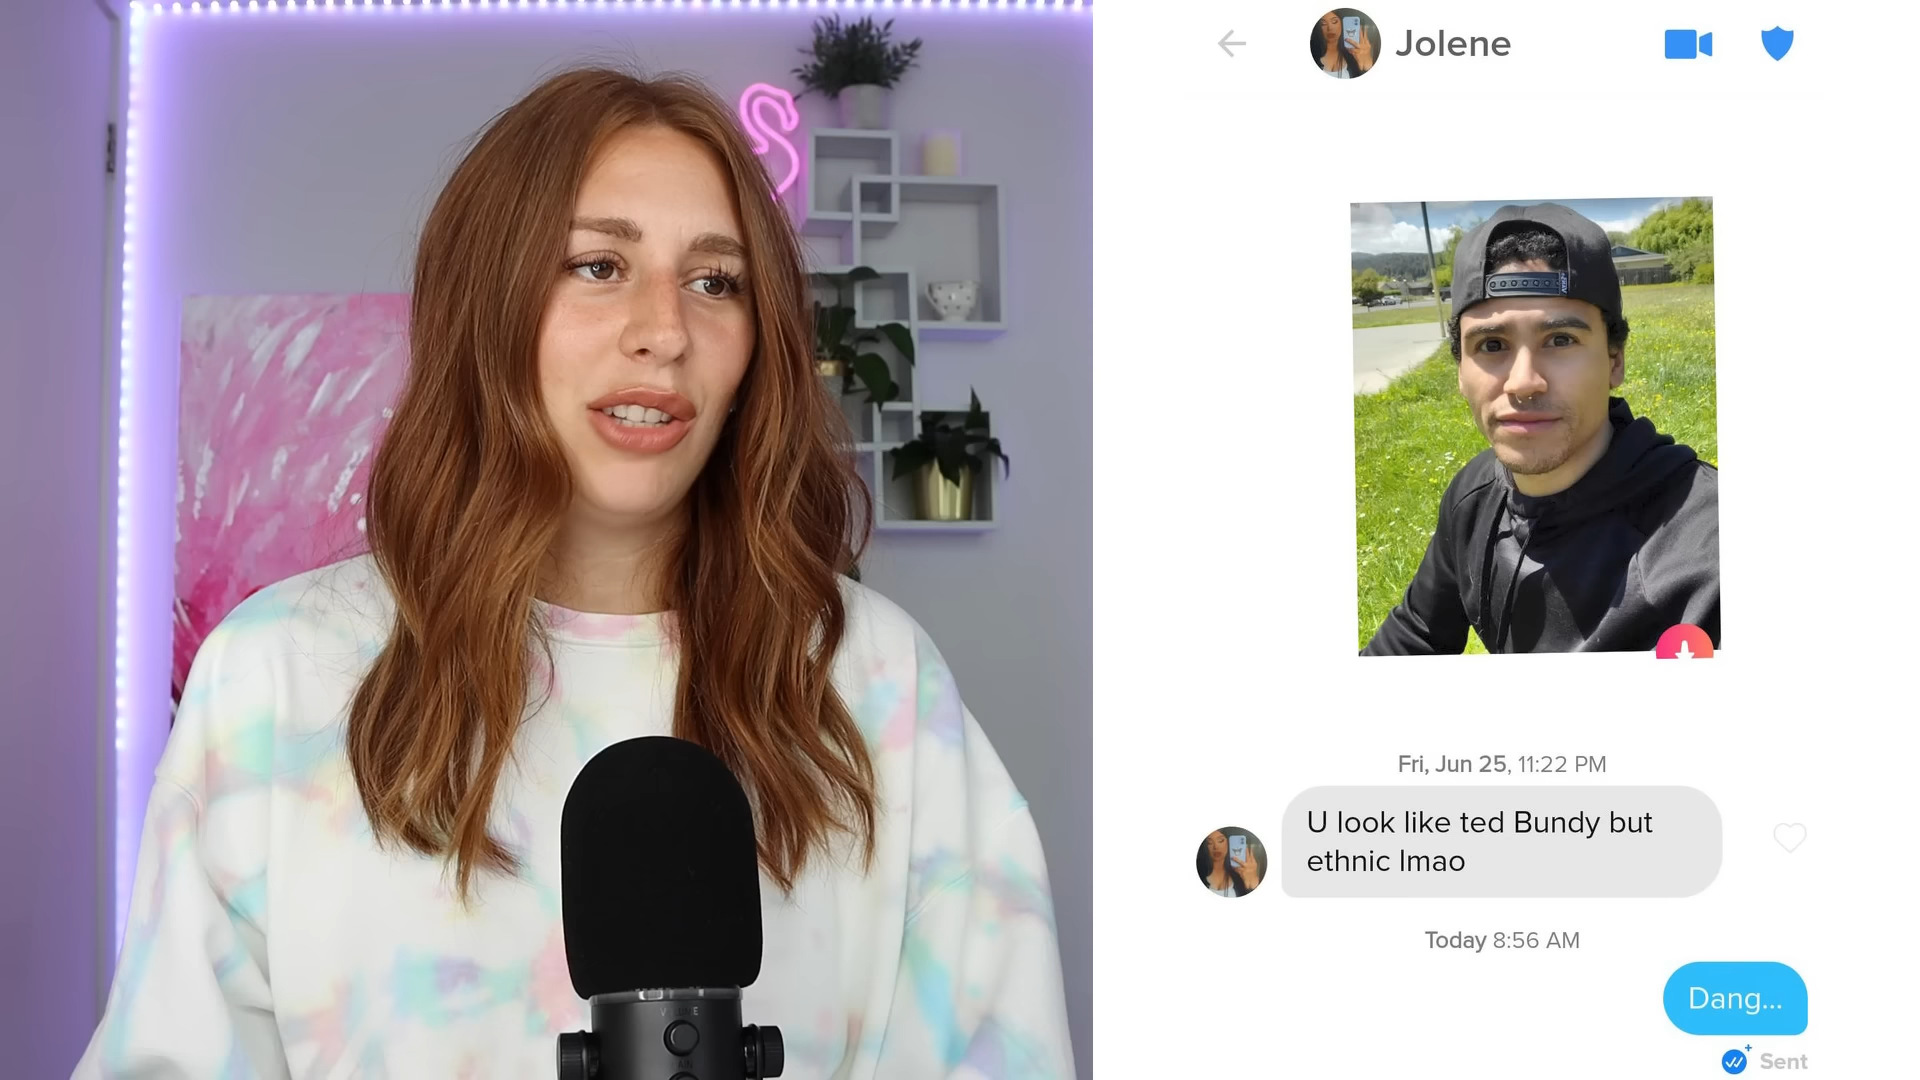 Jolene
Fri, Jun 25, 11:22 PM
U look like ted Bundy but
ethnic lmao
Today 8:56 AM
Dang...
Sent